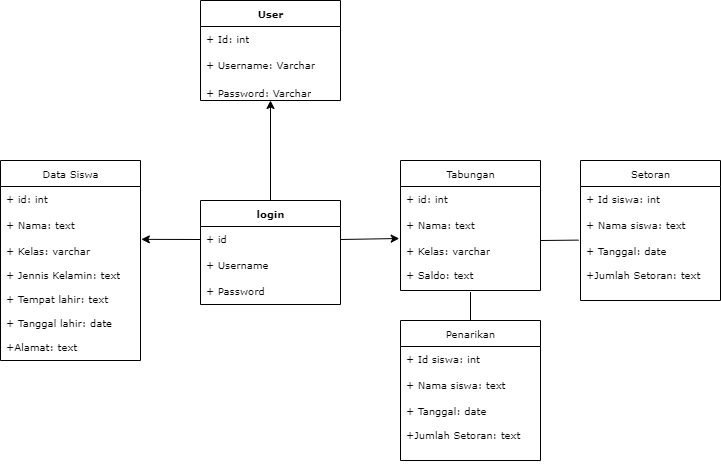 User
+ Id: int
+ Username: Varchar
+ Password: Varchar
Data Siswa
+ id: int
+ Nama: text
+ Kelas: varchar
+ Jennis Kelamin: text
+ Tempat lahir: text
+ Tanggal lahir: date
+Alamat: text
login
+ id
+ Username
+ Password
Tabungan
+ id: int
+ Nama: text
+ Kelas: varchar
+ Saldo: text
Setoran
+ Id siswa: int
+ Nama siswa: text
+ Tanggal: date
+Jumlah Setoran: text
Penarikan
+ Id siswa: int
+ Nama siswa: text
+ Tanggal: date
+Jumlah Setoran: text